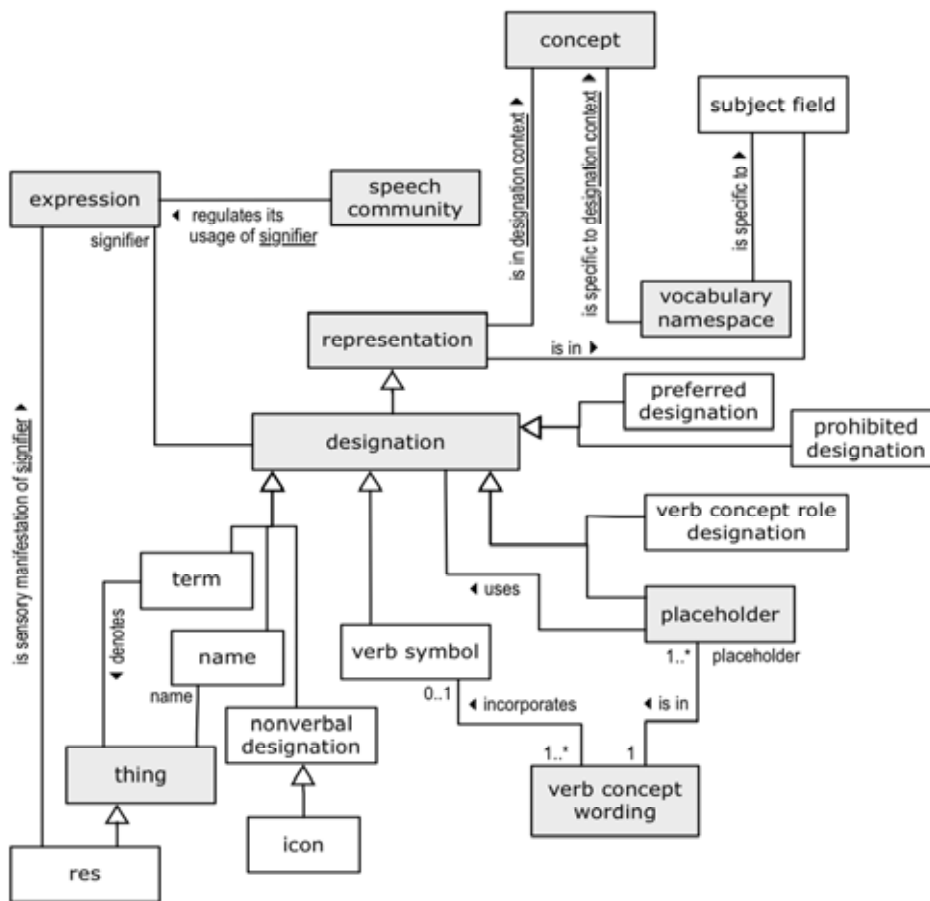 concept
subject field
is in designation context ▶
is specific to designation context ▶
is specific to ▶
expression
speech
community
◀ regulates its
usage of signifier
signifier
vocabulary
namespace
representation
is in ▶
preferred
designation
prohibited
designation
designation
is sensory manifestation of signifier ▶
verb concept role
designation
term
◀ uses
placeholder
◀ denotes
name
verb symbol
1..*
placeholder
name
0..1
◀ incorporates
◀ is in
nonverbal
designation
thing
1..*
1
verb concept
wording
icon
res